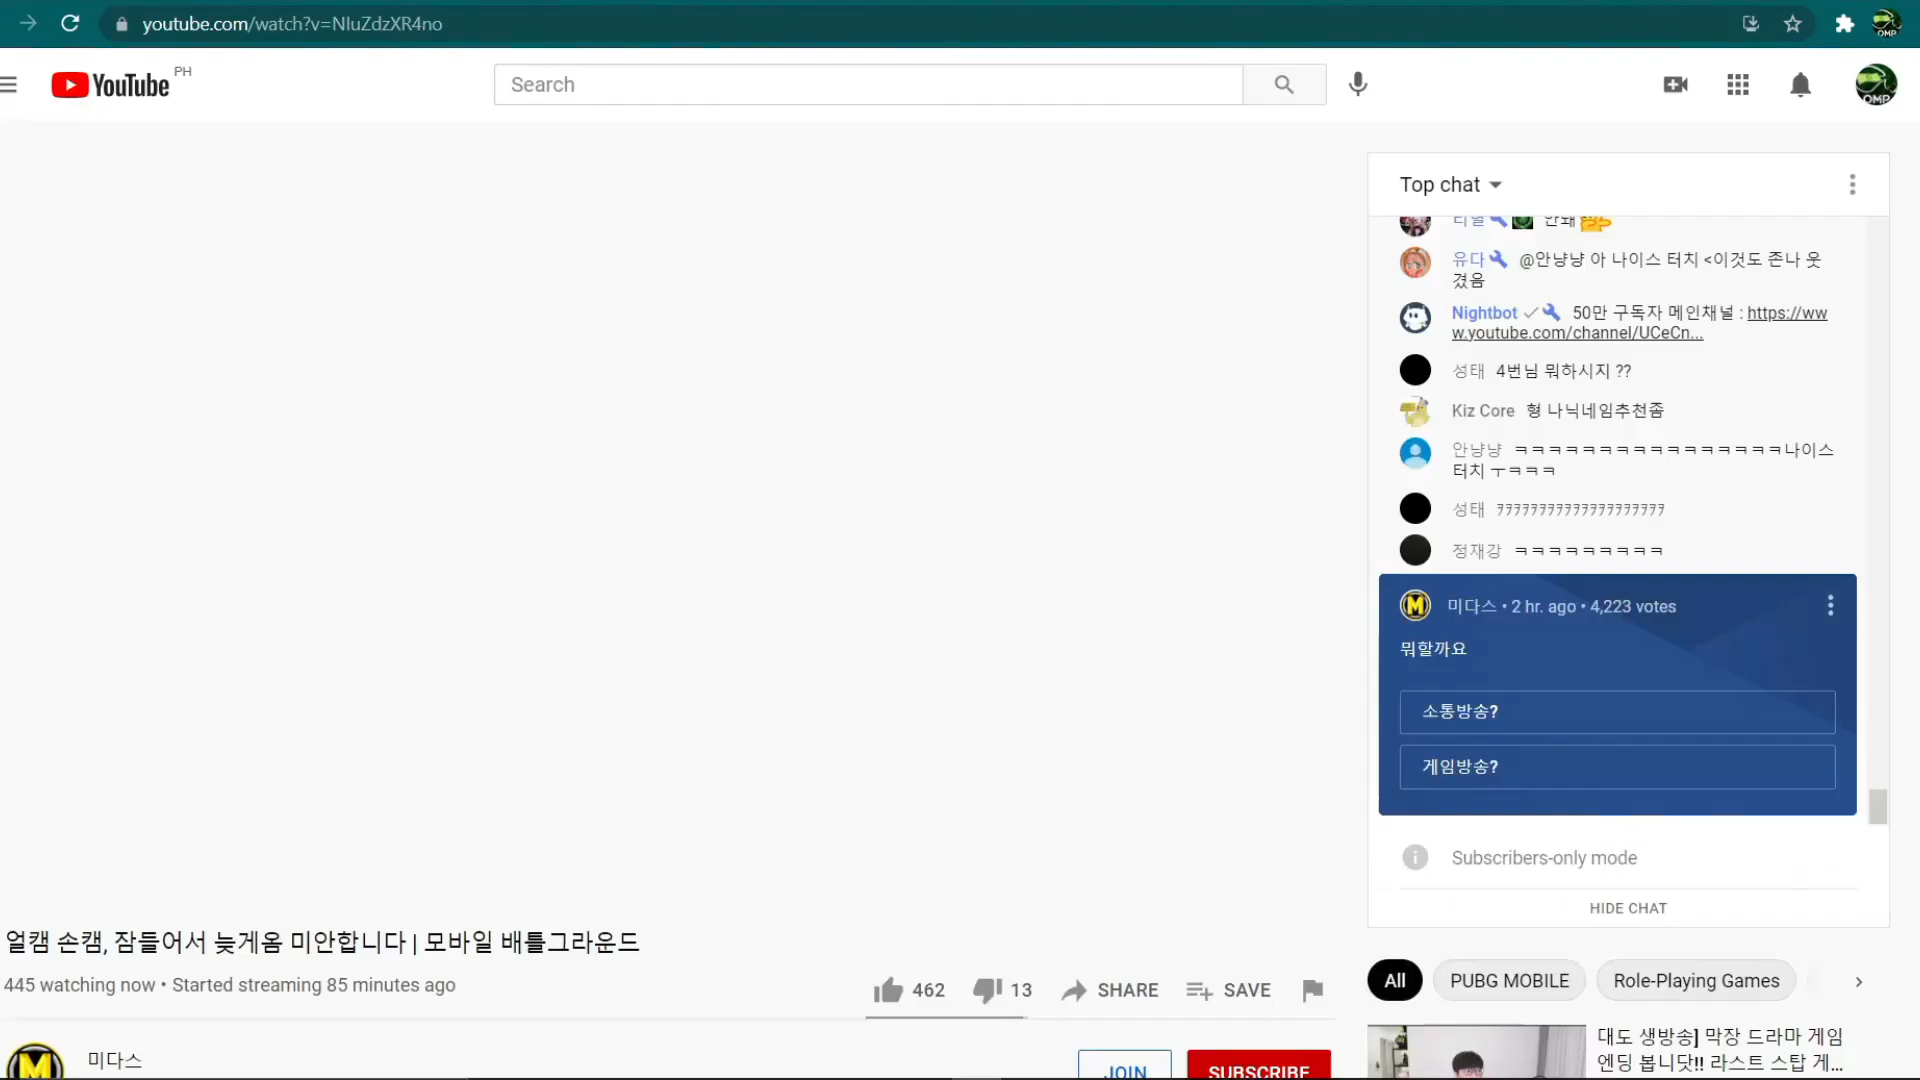 youtube.com/watch?v=NIuZdzXR4no
YouTube PH
Search
OMP
Top chat
안돼
유다 @안냥냥 아 나이스 터치 <이것도 존나 웃
겼음
Nightbot 50만 구독자 메인채널 : https://ww
w.youtube.com/channel/UCeCn...
성태 4번님 뭐하시지 ??
Kiz Core 형 나닉네임추천좀
안냥냥 ㅋㅋㅋㅋㅋㅋㅋㅋㅋㅋㅋㅋㅋㅋㅋㅋ나이스
터치 ㅜㅋㅋㅋ
성태 ㅋㅋㅋㅋㅋㅋㅋㅋㅋㅋㅋㅋㅋㅋㅋㅋㅋㅋㅋㅋ
정재강 ㅋㅋㅋㅋㅋㅋㅋㅋㅋ
미다스 • 2 hr. ago • 4,223 votes
뭐할까요
소통방송?
게임방송?
Subscribers-only mode
HIDE CHAT
얼캠 손캠, 잠들어서 늦게옴 미안합니다 | 모바일 배틀그라운드
445 watching now • Started streaming 85 minutes ago
462
13
SHARE
SAVE
미다스
JOIN
SUBSCRIBE
All
PUBG MOBILE
Role-Playing Games
대도 생방송] 막장 드라마 게임
엔딩 봅니닷!! 라스트 스탑 게...